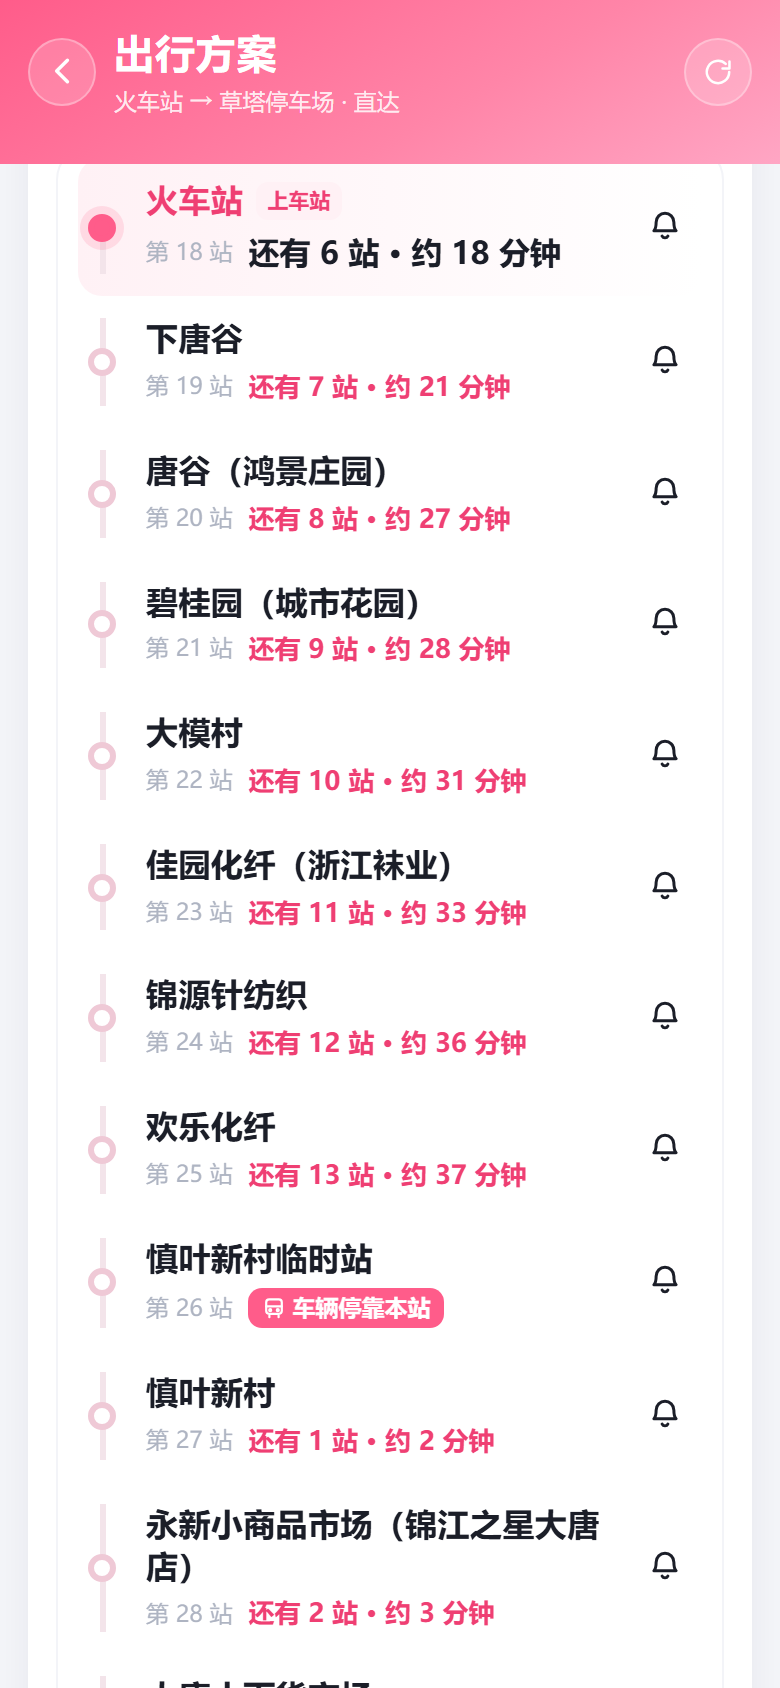 出行方案
火车站 → 草塔停车场 · 直达
火车站 上车站
第 18 站 还有 6 站 • 约 18 分钟
下唐谷
第 19 站 还有 7 站 • 约 21 分钟
唐谷（鸿景庄园）
第 20 站 还有 8 站 • 约 27 分钟
碧桂园（城市花园）
第 21 站 还有 9 站 • 约 28 分钟
大模村
第 22 站 还有 10 站 • 约 31 分钟
佳园化纤（浙江袜业）
第 23 站 还有 11 站 • 约 33 分钟
锦源针纺织
第 24 站 还有 12 站 • 约 36 分钟
欢乐化纤
第 25 站 还有 13 站 • 约 37 分钟
慎叶新村临时站
第 26 站 车辆停靠本站
慎叶新村
第 27 站 还有 1 站 • 约 2 分钟
永新小商品市场（锦江之星大唐
店）
第 28 站 还有 2 站 • 约 3 分钟